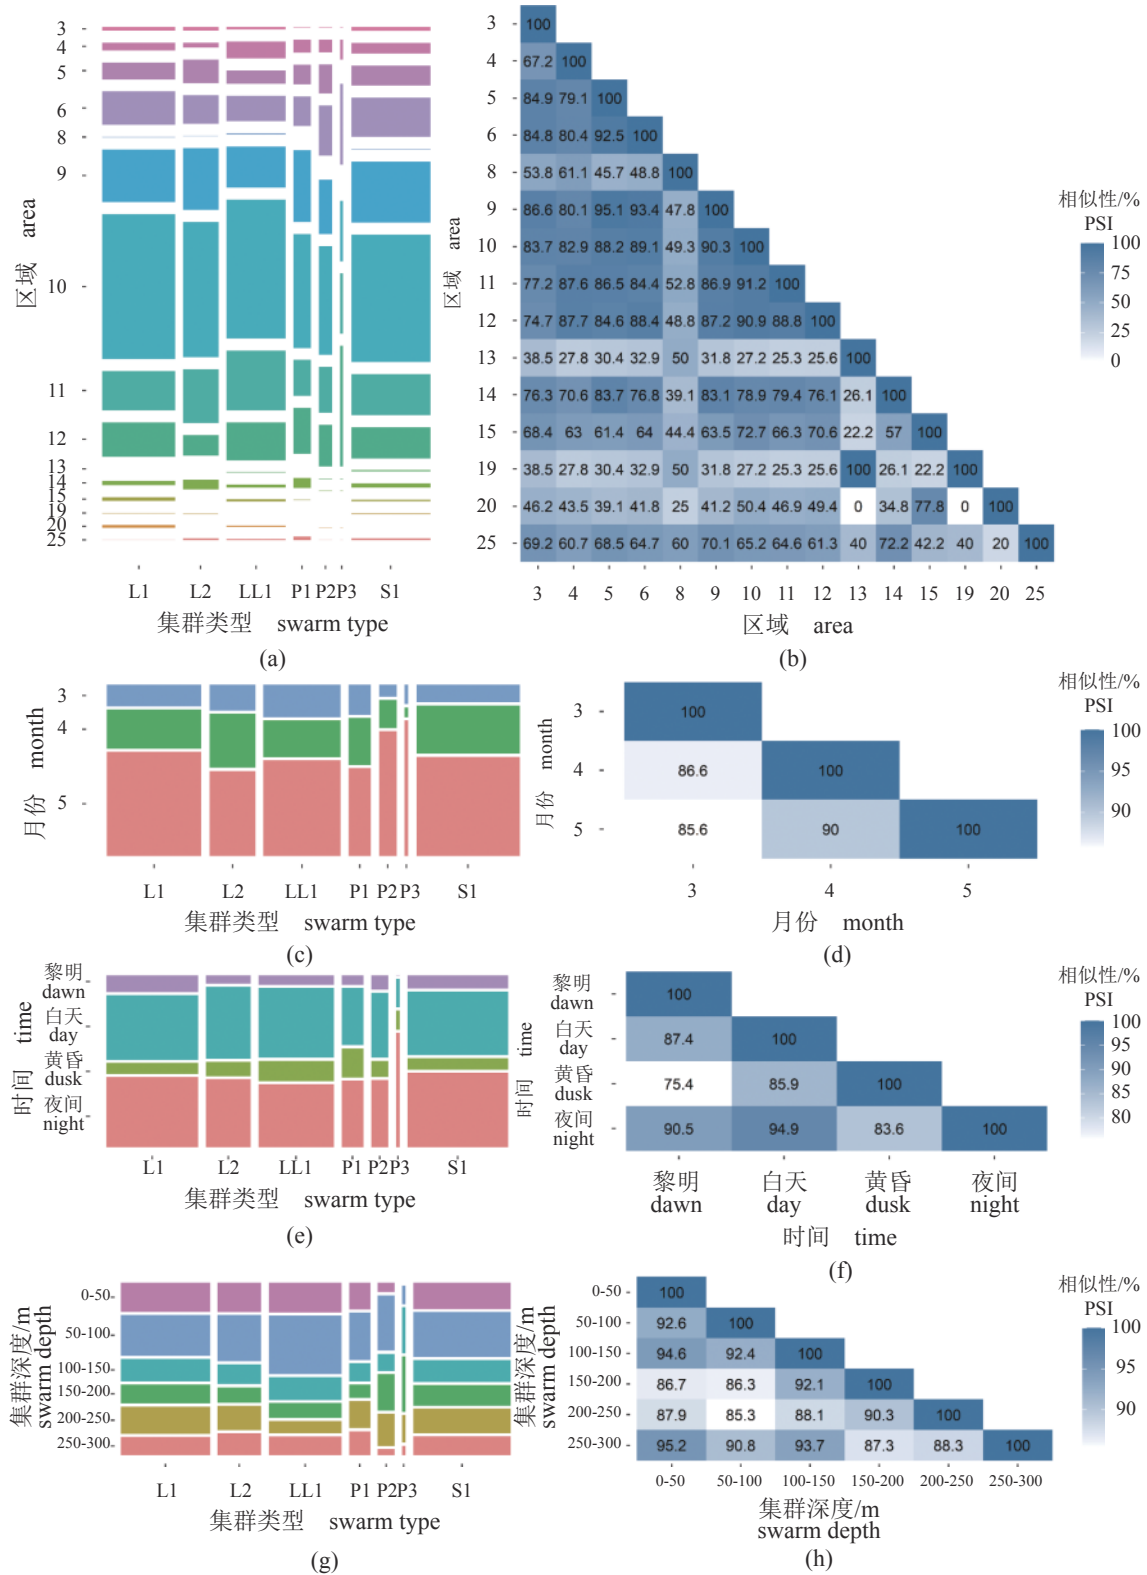 3
4
5
6
8
9
10
11
12
13
14
15
19
20
25
区域 area
L1 L2 LL1 P1 P2 P3 S1
集群类型 swarm type
(a)
3 100
4 67.2 100
5 84.9 79.1 100
6 84.8 80.4 92.5 100
8 53.8 61.1 45.7 48.8 100
9 86.6 80.1 95.1 93.4 47.8 100
10 83.7 82.9 88.2 89.1 49.3 90.3 100
11 77.2 87.6 86.5 84.4 52.8 86.9 91.2 100
12 74.7 87.7 84.6 88.4 48.8 87.2 90.9 88.8 100
13 38.5 27.8 30.4 32.9 50 31.8 27.2 25.3 25.6 100
14 76.3 70.6 83.7 76.8 39.1 83.1 78.9 79.4 76.1 26.1 100
15 68.4 63 61.4 64 44.4 63.5 72.7 66.3 70.6 22.2 57 100
19 38.5 27.8 30.4 32.9 50 31.8 27.2 25.3 25.6 100 26.1 22.2 100
20 46.2 43.5 39.1 41.8 25 41.2 50.4 46.9 49.4 0 34.8 77.8 0 100
25 69.2 60.7 68.5 64.7 60 70.1 65.2 64.6 61.3 40 72.2 42.2 40 20 100
区域 area
3 4 5 6 8 9 10 11 12 13 14 15 19 20 25
区域 area
(b)
相似性/%
PSI
100
75
50
25
0
3
4
5
月份 month
L1 L2 LL1 P1 P2 P3 S1
集群类型 swarm type
(c)
3 100
4 86.6 100
5 85.6 90 100
月份 month
3 4 5
月份 month
(d)
相似性/%
PSI
100
95
90
黎明
dawn
白天
day
黄昏
dusk
夜间
night
时间 time
L1 L2 LL1 P1 P2 P3 S1
集群类型 swarm type
(e)
黎明
dawn 100
白天
day 87.4 100
黄昏
dusk 75.4 85.9 100
夜间
night 90.5 94.9 83.6 100
时间 time
黎明 白天 黄昏 夜间
dawn day dusk night
时间 time
(f)
相似性/%
PSI
100
95
90
85
80
0-50
50-100
100-150
150-200
200-250
250-300
集群深度/m
swarm depth
L1 L2 LL1 P1 P2 P3 S1
集群类型 swarm type
(g)
0-50 100
50-100 92.6 100
100-150 94.6 92.4 100
150-200 86.7 86.3 92.1 100
200-250 87.9 85.3 88.1 90.3 100
250-300 95.2 90.8 93.7 87.3 88.3 100
集群深度/m
swarm depth
0-50 50-100 100-150 150-200 200-250 250-300
集群深度/m
swarm depth
(h)
相似性/%
PSI
100
95
90